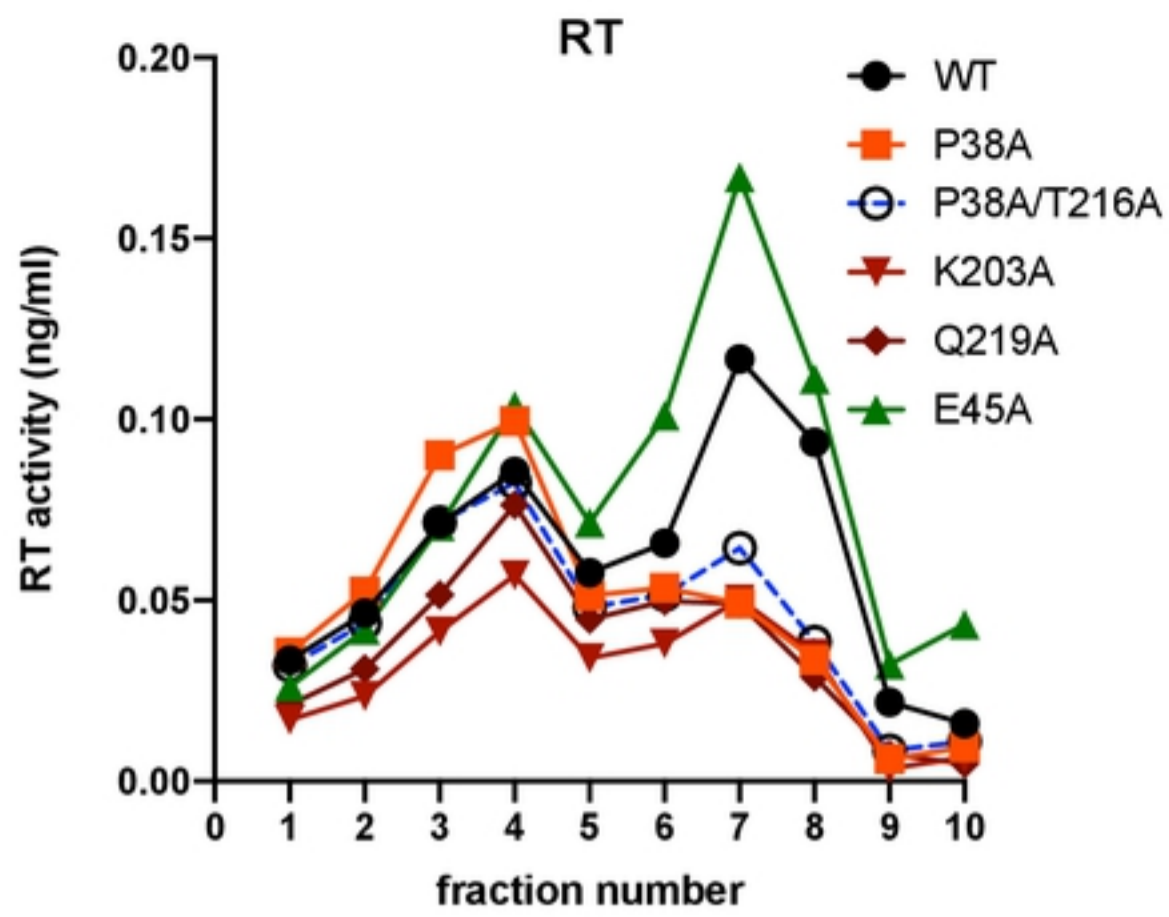 RT
0.20
0.15
0.10
0.05
0.00
RT activity (ng/ml)
0 1 2 3 4 5 6 7 8 9 10
fraction number
WT
P38A
P38A/T216A
K203A
Q219A
E45A